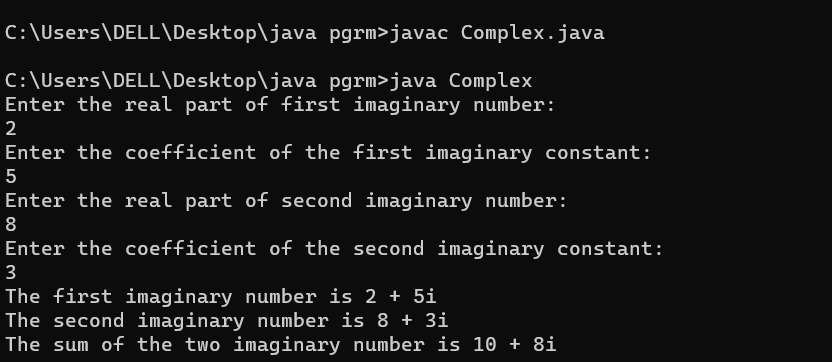 C:\Users\DELL\Desktop\java pgrm>javac Complex.java
C:\Users\DELL\Desktop\java pgrm>java Complex
Enter the real part of first imaginary number:
2
Enter the coefficient of the first imaginary constant:
5
Enter the real part of second imaginary number:
8
Enter the coefficient of the second imaginary constant:
3
The first imaginary number is 2 + 5i
The second imaginary number is 8 + 3i
The sum of the two imaginary number is 10 + 8i